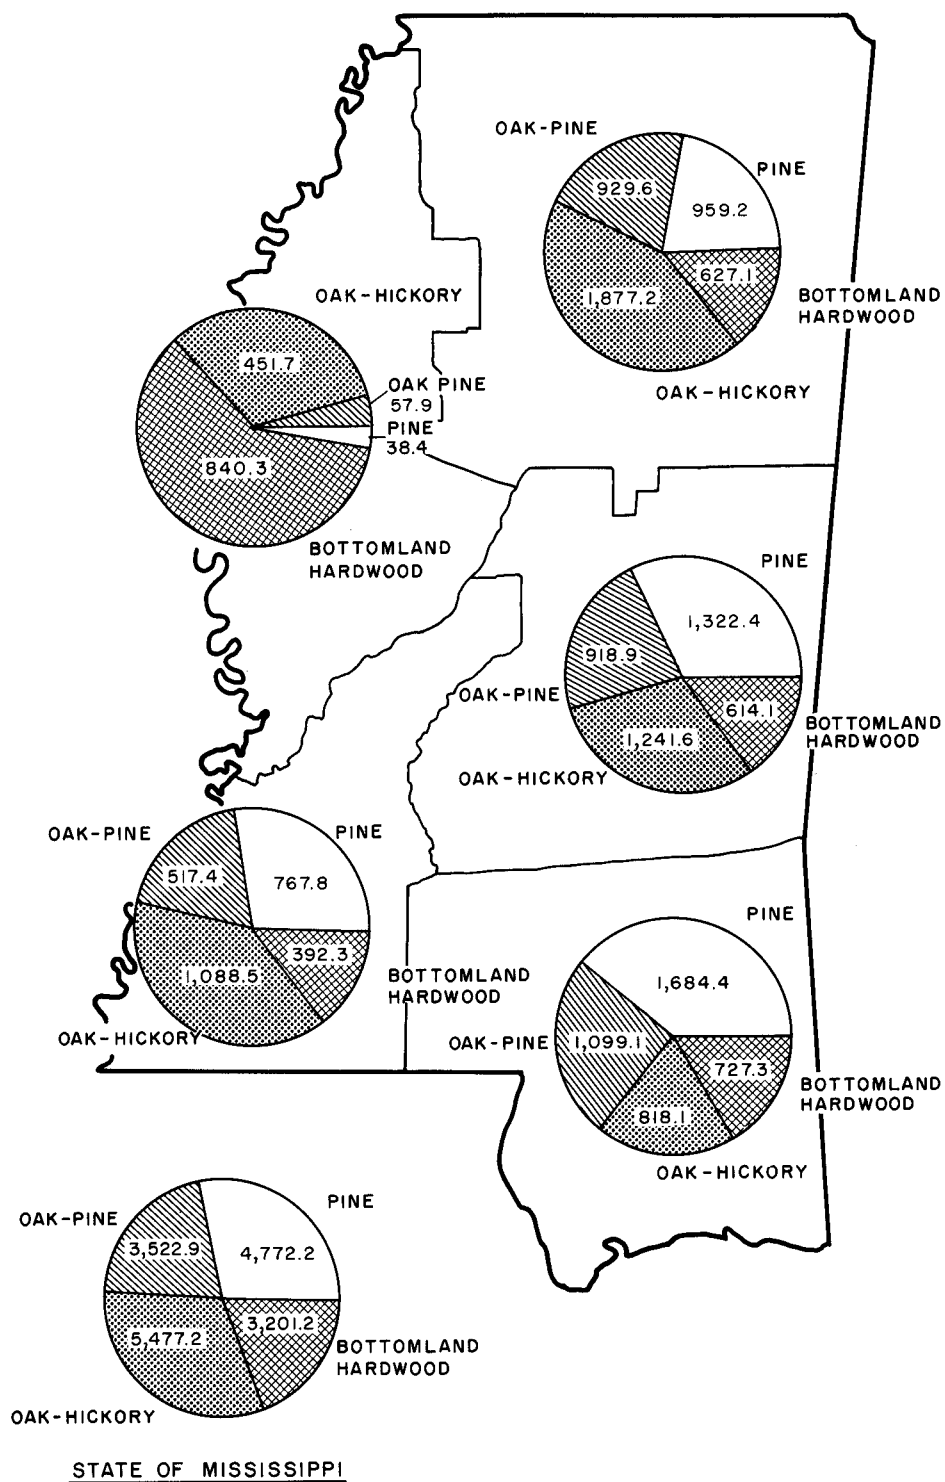 OAK-PINE
PINE
929.6
959.2
627.1
1,877.2
BOTTOMLAND
HARDWOOD
OAK-HICKORY
OAK-HICKORY
451.7
OAK PINE
57.9
PINE
38.4
840.3
BOTTOMLAND
HARDWOOD
PINE
1,322.4
918.9
OAK-PINE
614.1
BOTTOMLAND
HARDWOOD
1,241.6
OAK-HICKORY
OAK-PINE
PINE
517.4
767.8
392.3
1,088.5
BOTTOMLAND
HARDWOOD
OAK-HICKORY
PINE
1,684.4
OAK-PINE
1,099.1
727.3
BOTTOMLAND
HARDWOOD
818.1
OAK-HICKORY
OAK-PINE
PINE
3,522.9
4,772.2
5,477.2
3,201.2
BOTTOMLAND
HARDWOOD
OAK-HICKORY
STATE OF MISSISSIPPI